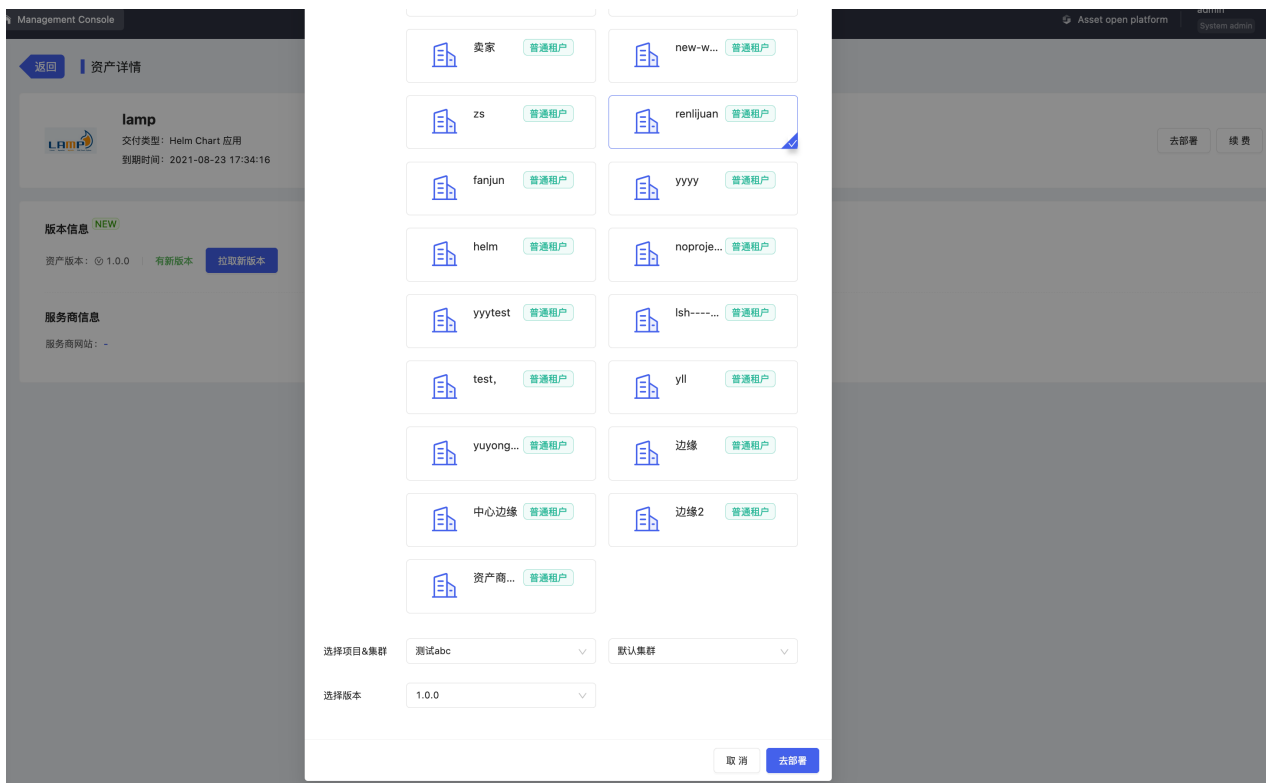 admin
Management Console
Asset open platform
System admin
返回
资产详情
lamp
交付类型：Helm Chart 应用
到期时间：2021-08-23 17:34:16
LAMP
去部署
续 费
版本信息 NEW
资产版本： 1.0.0
有新版本
拉取新版本
服务商信息
服务商网站： -
卖家 普通租户
new-w... 普通租户
zs 普通租户
renlijuan 普通租户
fanjun 普通租户
yyyy 普通租户
helm 普通租户
noproje... 普通租户
yyytest 普通租户
lsh----... 普通租户
test, 普通租户
yll 普通租户
yuyong... 普通租户
边缘 普通租户
中心边缘 普通租户
边缘2 普通租户
资产商... 普通租户
选择项目&集群 测试abc 默认集群
选择版本 1.0.0
取 消 去部署